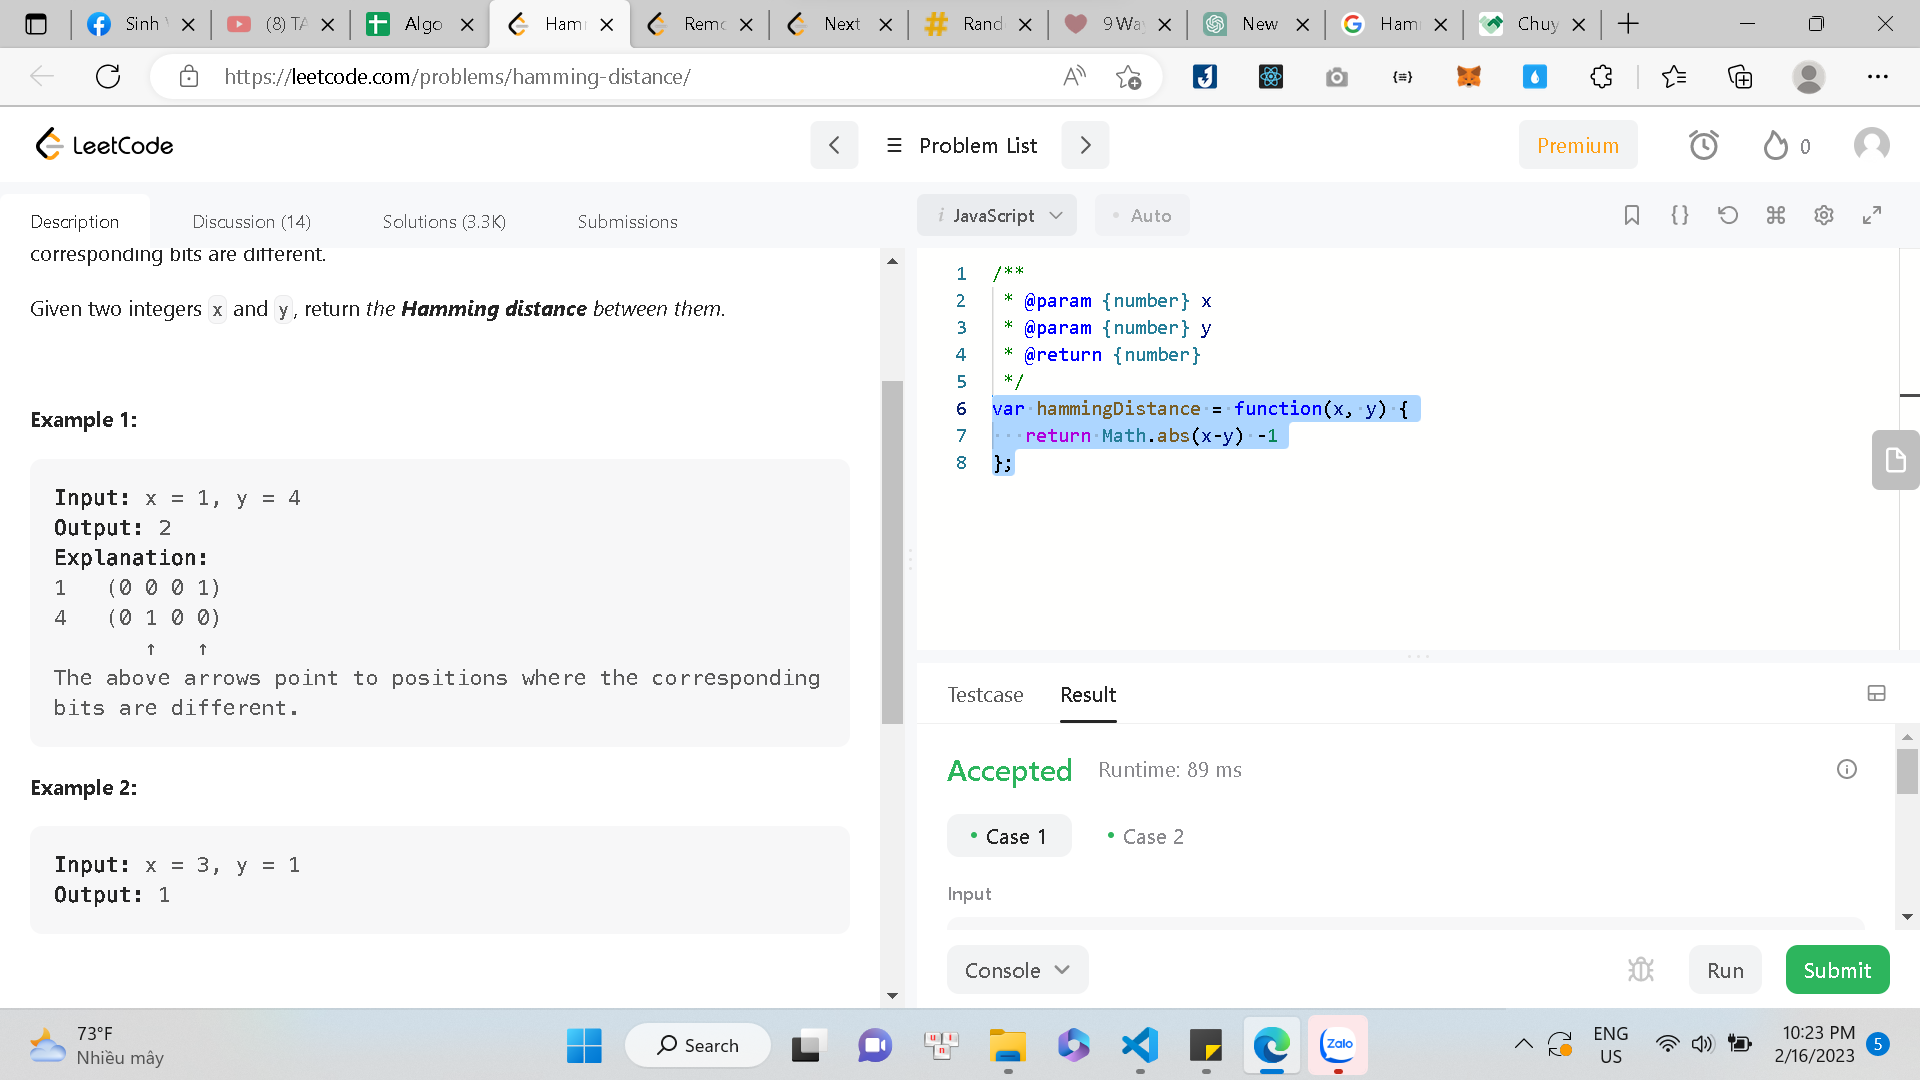 Sinh
(8) TA
Algo
Ham
Remo
Next
Rand
9 Way
New
Ham
Chuy
https://leetcode.com/problems/hamming-distance/
LeetCode
Problem List
Premium
0
Description
Discussion (14)
Solutions (3.3K)
Submissions
corresponding bits are different.
Given two integers x and y, return the Hamming distance between them.
Example 1:
Input: x = 1, y = 4
Output: 2
Explanation:
1   (0 0 0 1)
4   (0 1 0 0)
↑   ↑
The above arrows point to positions where the corresponding
bits are different.
Example 2:
Input: x = 3, y = 1
Output: 1
i JavaScript
• Auto
1 /**
2  * @param {number} x
3  * @param {number} y
4  * @return {number}
5  */
6 var hammingDistance = function(x, y) {
7    return Math.abs(x-y) -1
8 };
Testcase
Result
Accepted
Runtime: 89 ms
• Case 1
• Case 2
Input
Console
Run
Submit
73°F
Nhiều mây
Search
Zalo
ENG
US
10:23 PM
2/16/2023
5